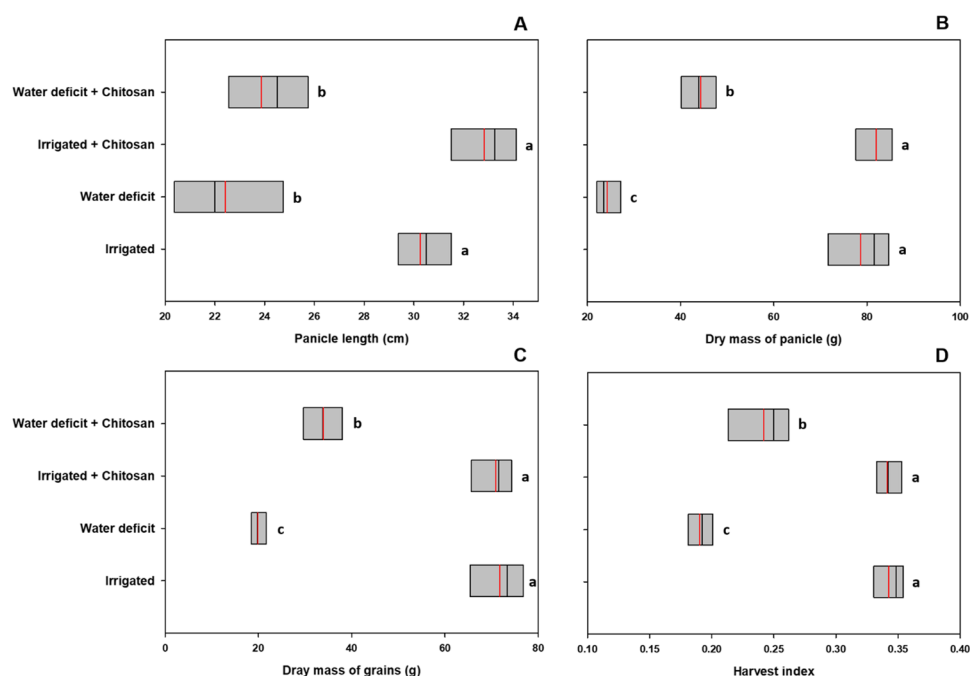 A
B
Water deficit + Chitosan
b
b
Irrigated + Chitosan
a
a
Water deficit
b
c
Irrigated
a
a
20 22 24 26 28 30 32 34
20 40 60 80 100
Panicle length (cm)
Dry mass of panicle (g)
C
D
Water deficit + Chitosan
b
b
Irrigated + Chitosan
a
a
Water deficit
c
c
Irrigated
a
a
0 20 40 60 80
0.10 0.15 0.20 0.25 0.30 0.35 0.40
Dray mass of grains (g)
Harvest index